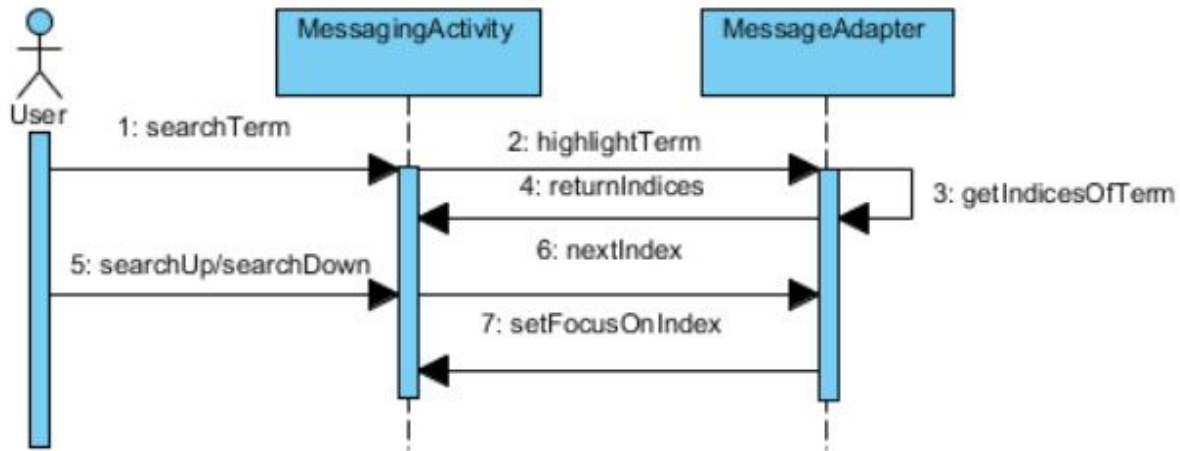 MessagingActivity
MessageAdapter
User
1: searchTerm
2: highlightTerm
4: returnIndices
3: getIndicesOfTerm
6: nextIndex
5: searchUp/searchDown
7: setFocusOnIndex